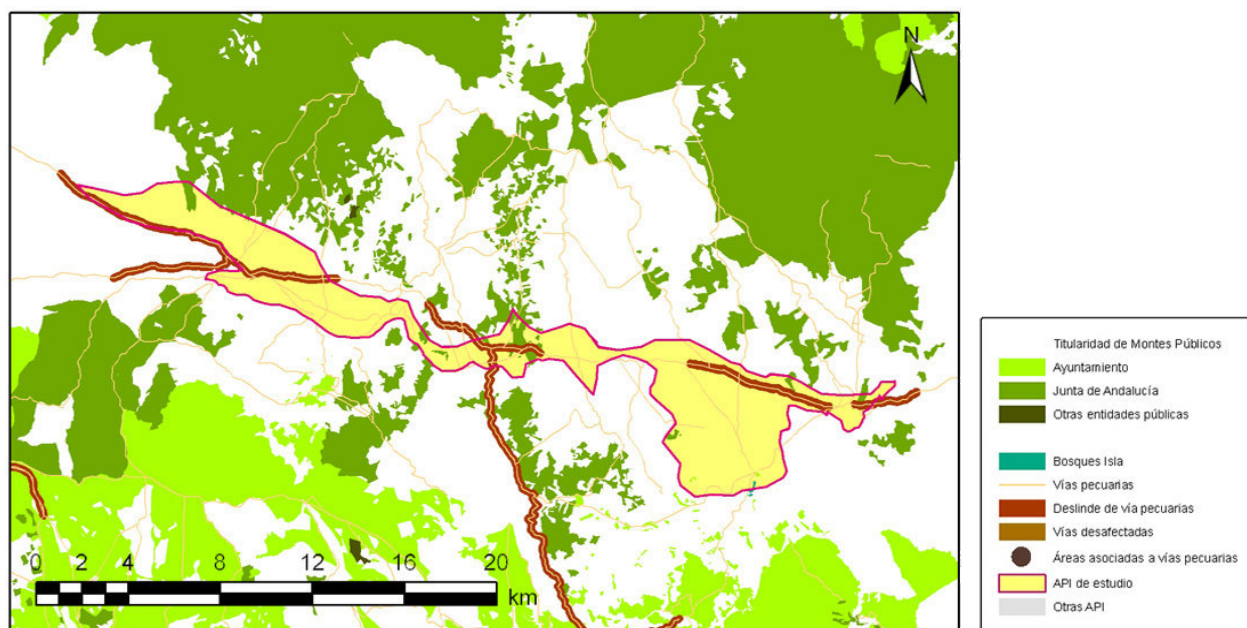 N
0 2 4 8 12 16 20
km
Titularidad de Montes Públicos
Ayuntamiento
Junta de Andalucía
Otras entidades públicas
Bosques Isla
Vías pecuarias
Deslinde de vía pecuarias
Vías desafectadas
Áreas asociadas a vías pecuarias
API de estudio
Otras API